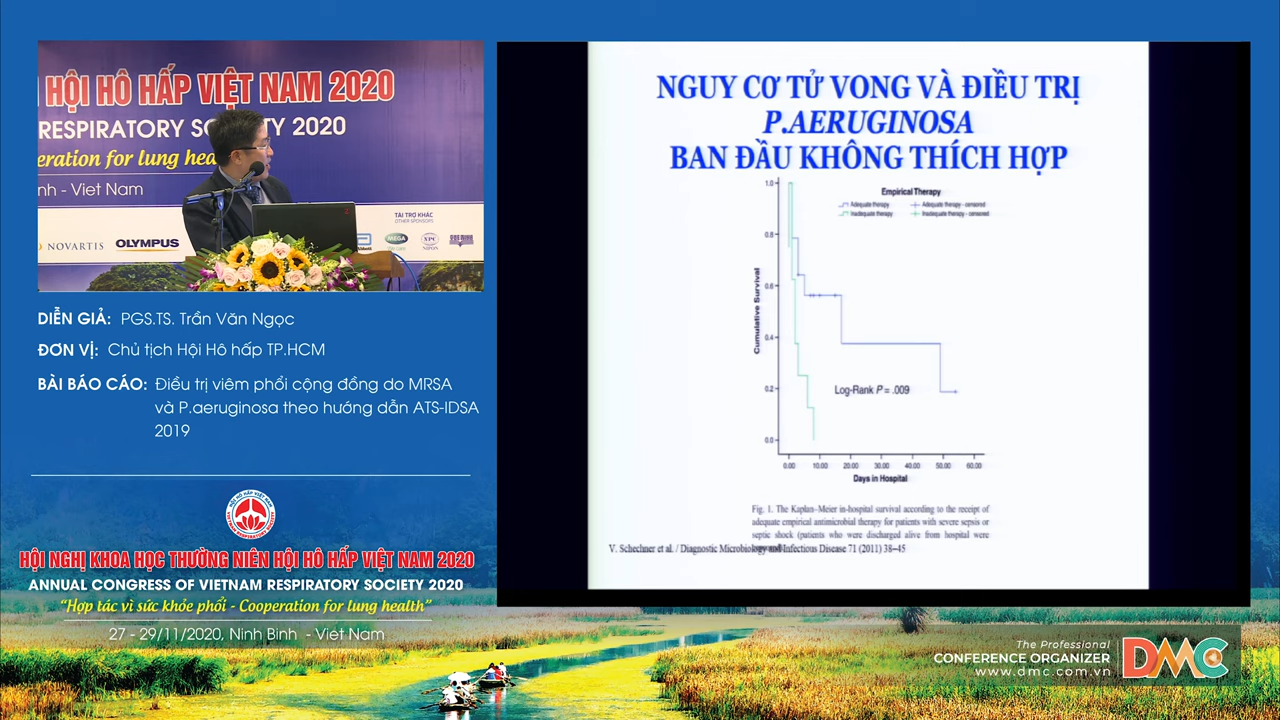 HỘI HÔ HẤP VIỆT NAM 2020
RESPIRATORY SOCIETY 2020
eration for lung hea
inh - Viet Nam
TÀI TRỢ KHÁC
OTHER SPONSORS
NOVARTIS
OLYMPUS
Abbott
MEGA
DIỄN GIẢ: PGS.TS. Trần Văn Ngọc
ĐƠN VỊ: Chủ tịch Hội Hô hấp TP.HCM
BÀI BÁO CÁO: Điều trị viêm phổi cộng đồng do MRSA
và P.aeruginosa theo hướng dẫn ATS-IDSA
2019
HỘI NGHỊ KHOA HỌC THƯỜNG NIÊN HỘI HÔ HẤP VIỆT NAM 2020
ANNUAL CONGRESS OF VIETNAM RESPIRATORY SOCIETY 2020
“Hợp tác vì sức khỏe phổi - Cooperation for lung health”
27 - 29/11/2020, Ninh Bình - Việt Nam
NGUY CƠ TỬ VONG VÀ ĐIỀU TRỊ
P.AERUGINOSA
BAN ĐẦU KHÔNG THÍCH HỢP
Empirical Therapy
Adequate therapy Adequate therapy - censored
Inadequate therapy Inadequate therapy - censored
Cumulative Survival
1.0
0.8
0.6
0.4
0.2
0.0
Log-Rank P = .009
0.00 10.00 20.00 30.00 40.00 50.00 60.00
Days in Hospital
Fig. 1. The Kaplan–Meier in-hospital survival according to the receipt of
adequate empirical antimicrobial therapy for patients with severe sepsis or
septic shock (patients who were discharged alive from hospital were
V. Schechner et al. / Diagnostic Microbiology and Infectious Disease 71 (2011) 38–45
The Professional
CONFERENCE ORGANIZER
www.dmc.com.vn
DMC